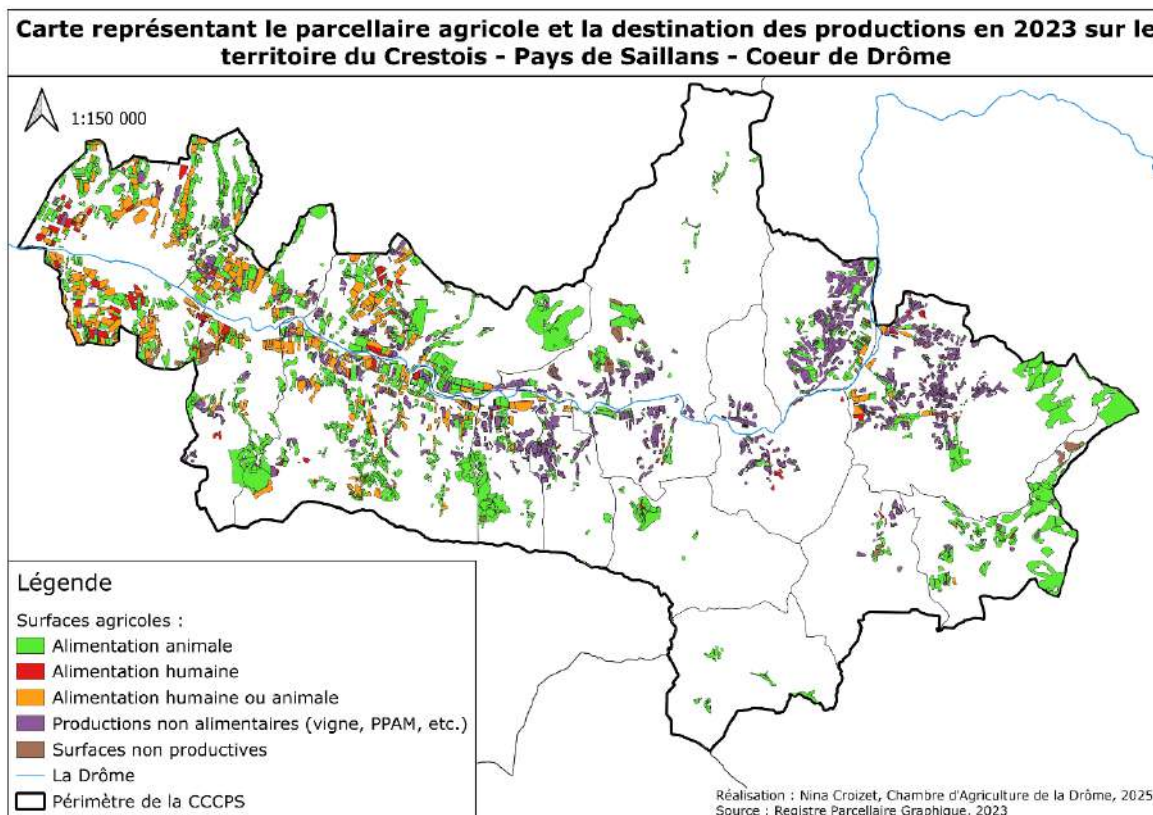 Carte représentant le parcellaire agricole et la destination des productions en 2023 sur le
territoire du Crestois - Pays de Saillans - Coeur de Drôme
1:150 000
Légende
Surfaces agricoles :
Alimentation animale
Alimentation humaine
Alimentation humaine ou animale
Productions non alimentaires (vigne, PPAM, etc.)
Surfaces non productives
La Drôme
Périmètre de la CCCPS
Réalisation : Nina Croizet, Chambre d'Agriculture de la Drôme, 2025
Source : Registre Parcellaire Graphique, 2023